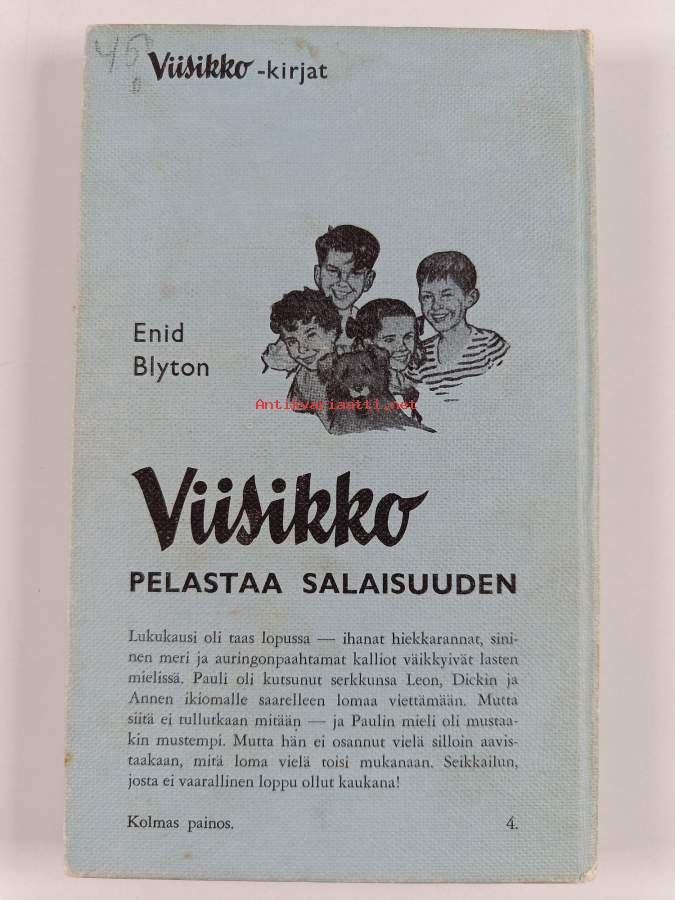 45
Viisikko -kirjat
Enid
Blyton
Antikvariaatti.net
Viisikko
PELASTAA SALAISUUDEN
Lukukausi oli taas lopussa — ihanat hiekkarannat, sini-
nen meri ja auringonpaahtamat kalliot väikkyivät lasten
mielissä. Pauli oli kutsunut serkkunsa Leon, Dickin ja
Annen ikiomalle saarelleen lomaa viettämään. Mutta
siitä ei tullutkaan mitään — ja Paulin mieli oli mustaa-
kin mustempi. Mutta hän ei osannut vielä silloin aavis-
taakaan, mitä loma vielä toisi mukanaan. Seikkailun,
josta ei vaarallinen loppu ollut kaukana!
Kolmas painos. 4.